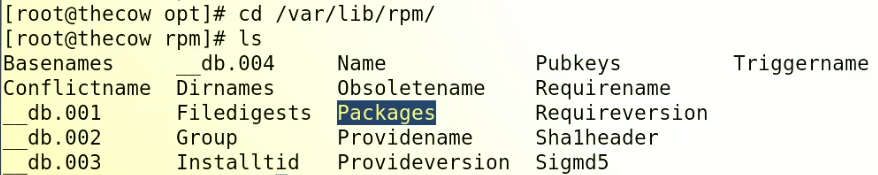 [root@thecow opt]# cd /var/lib/rpm/
[root@thecow rpm]# ls
Basenames     __db.004     Name            Pubkeys         Triggername
Conflictname  Dirnames     Obsoletename    Requirename
__db.001      Filedigests  Packages        Requireversion
__db.002      Group        Providename     Sha1header
__db.003      Installtid   Provideversion  Sigmd5